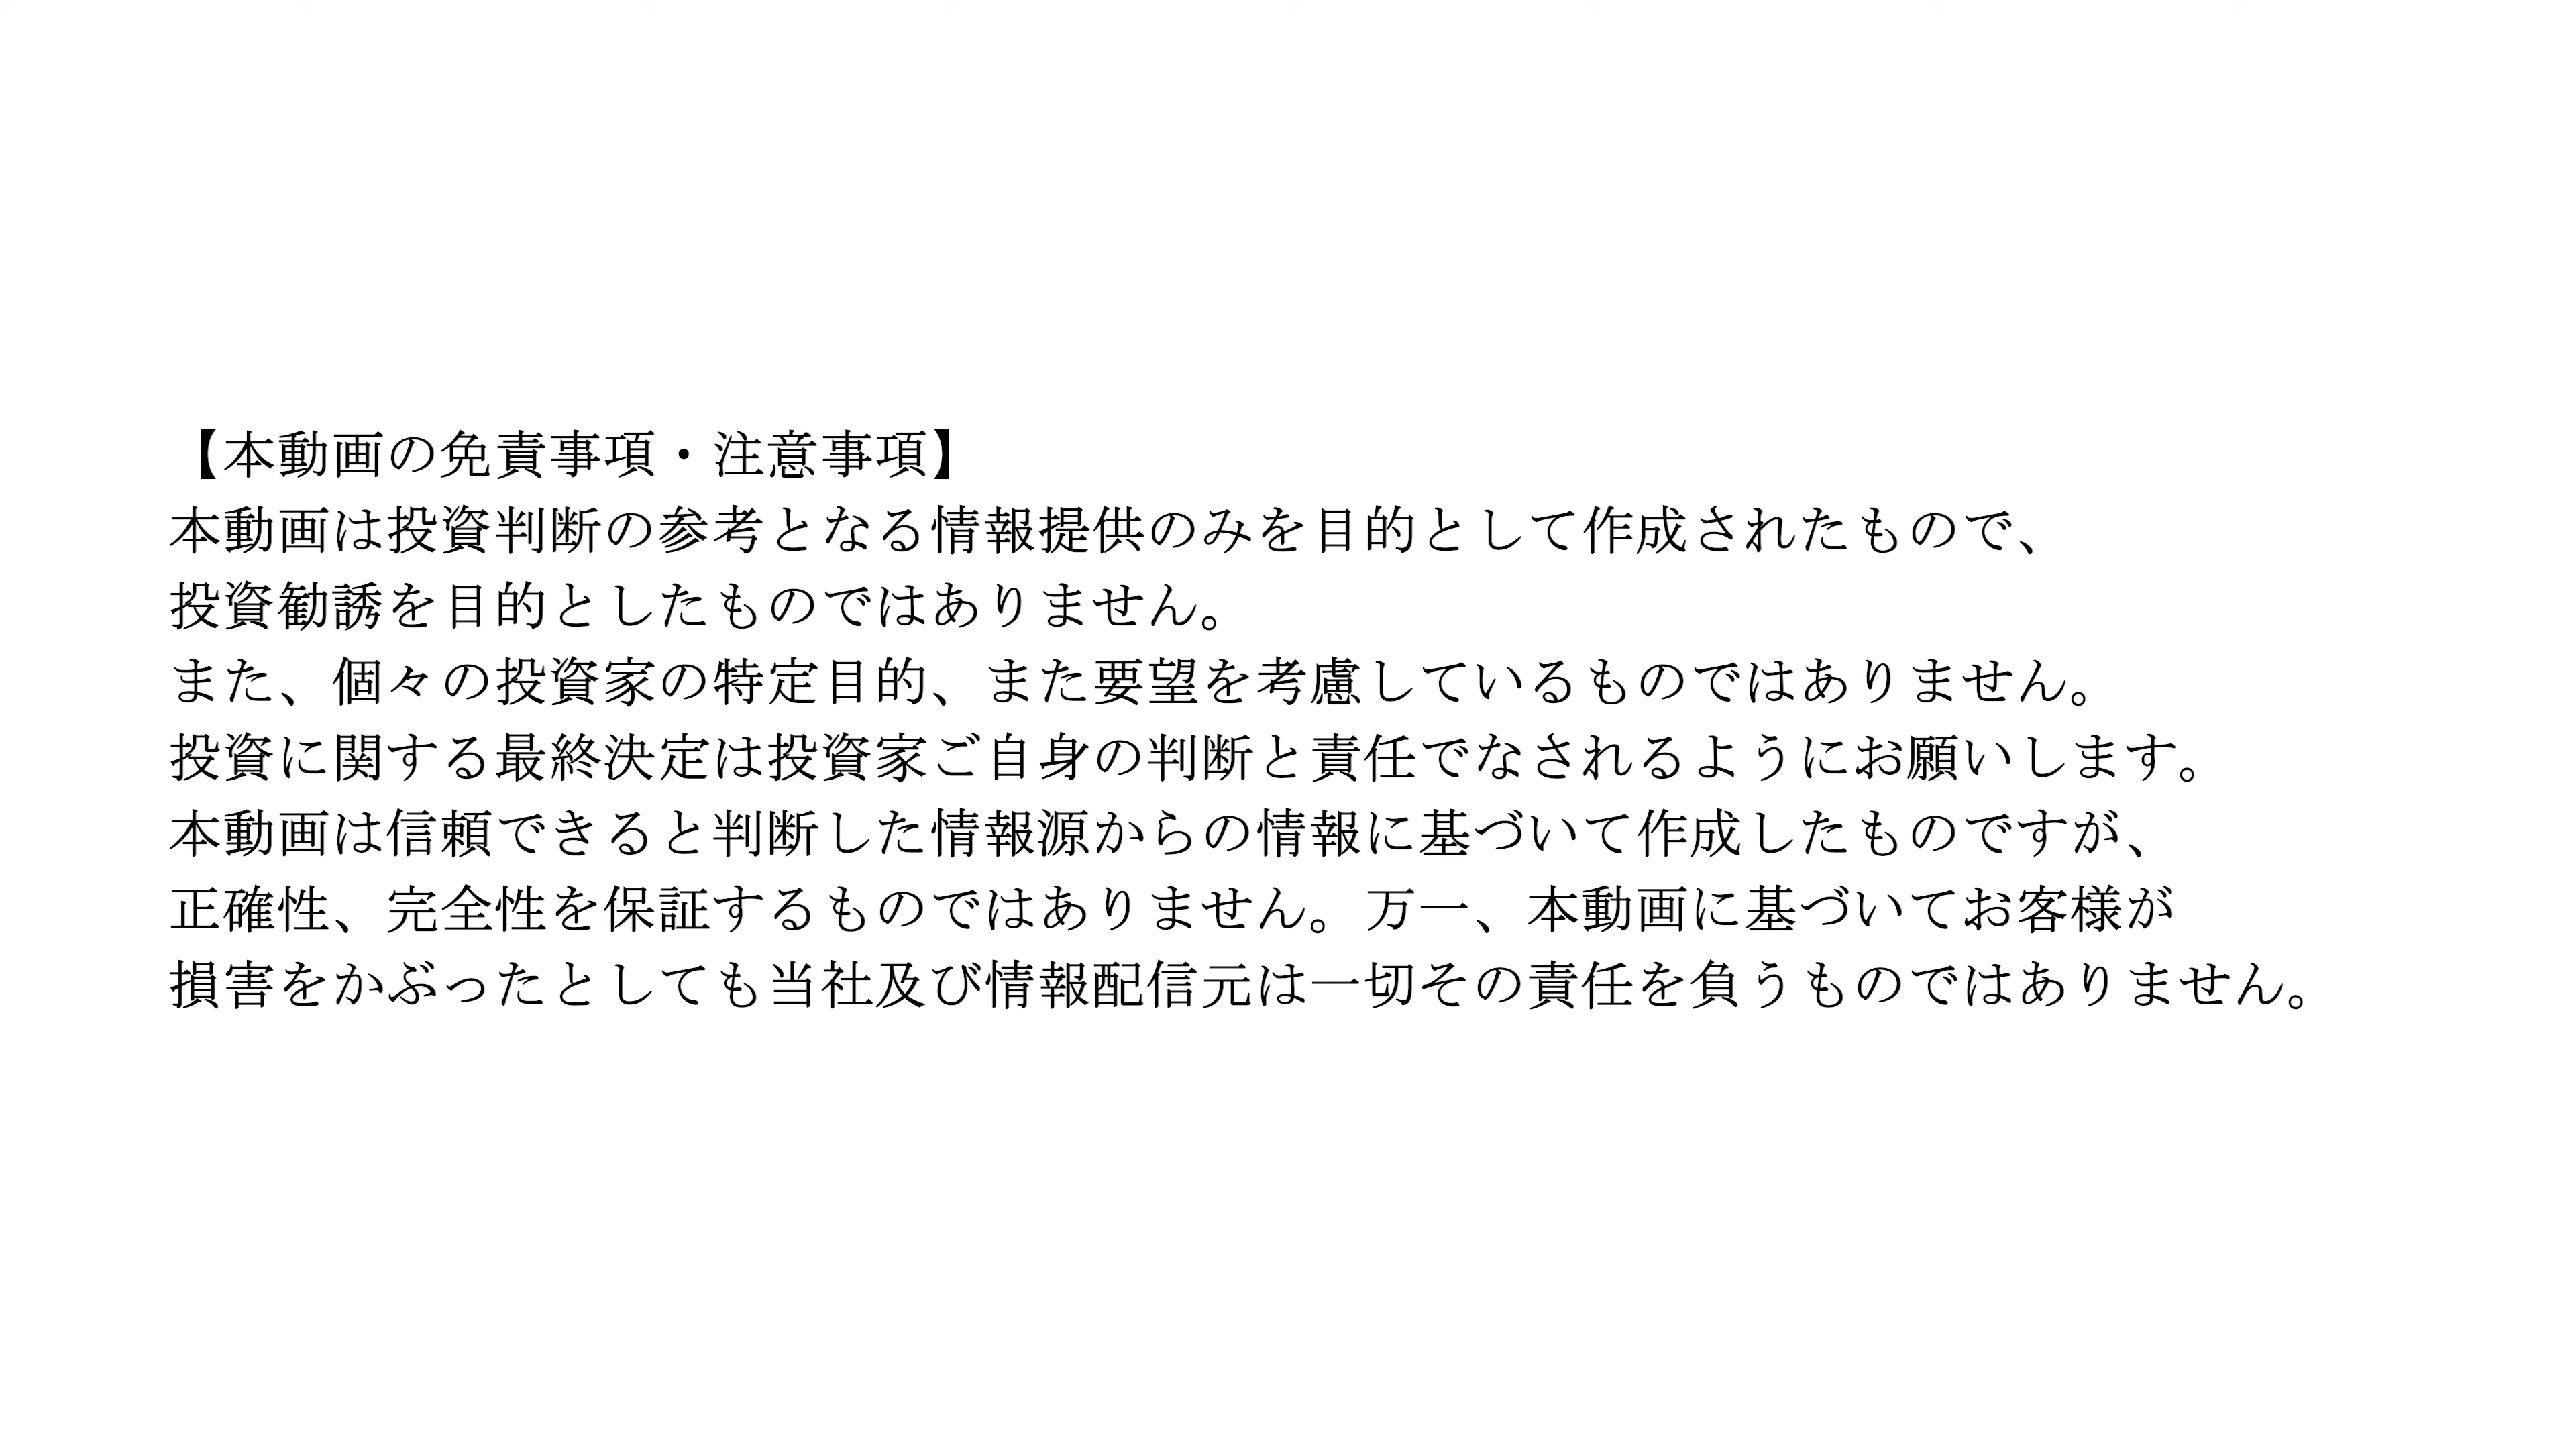 【本動画の免責事項・注意事項】
本動画は投資判断の参考となる情報提供のみを目的として作成されたもので、
投資勧誘を目的としたものではありません。
また、個々の投資家の特定目的、また要望を考慮しているものではありません。
投資に関する最終決定は投資家ご自身の判断と責任でなされるようにお願いします。
本動画は信頼できると判断した情報源からの情報に基づいて作成したものですが、
正確性、完全性を保証するものではありません。万一、本動画に基づいてお客様が
損害をかぶったとしても当社及び情報配信元は一切その責任を負うものではありません。